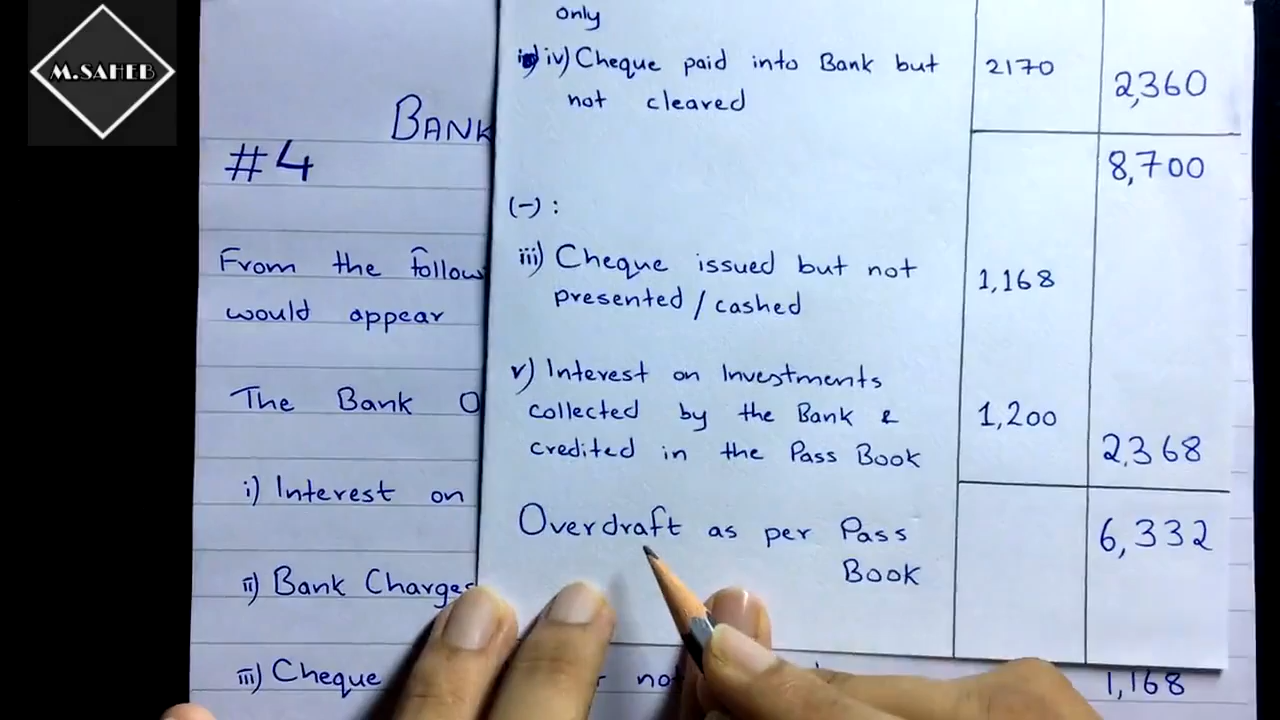 M.SAHEB
BANK
#4
From the follow
would appear
The Bank O
i) Interest on
ii) Bank Charges
iii) Cheque
not
1,168
only
iv) Cheque paid into Bank but 2170
not cleared 2,360
8,700
(-) :
iii) Cheque issued but not 1,168
presented / cashed
v) Interest on Investments
collected by the Bank & 1,200
credited in the Pass Book 2,368
Overdraft as per Pass 6,332
Book